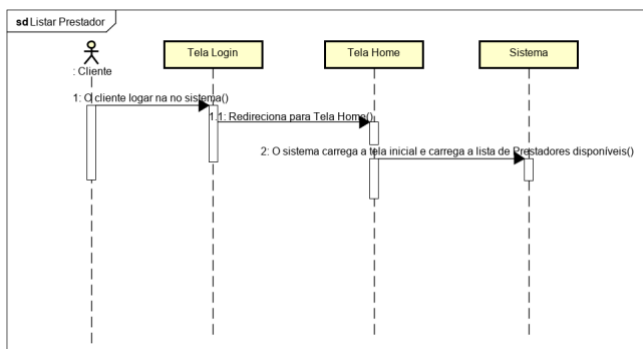 sd Listar Prestador
Tela Login
Tela Home
Sistema
: Cliente
1: O cliente logar na no sistema()
1.1: Redireciona para Tela Home()
2: O sistema carrega a tela inicial e carrega a lista de Prestadores disponíveis()